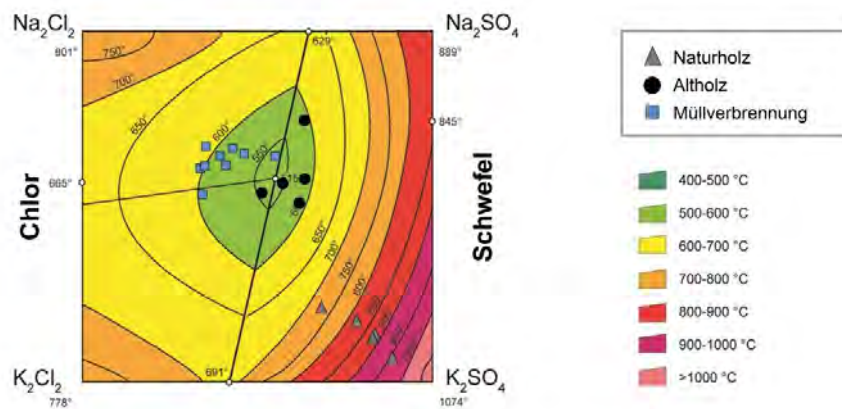 Na₂Cl₂
Na₂SO₄
801°
629°
889°
750°
700°
650°
600°
550°
845°
665°
Chlor
Schwefel
650°
700°
750°
800°
691°
K₂Cl₂
K₂SO₄
778°
1074°
Naturholz
Altholz
Müllverbrennung
400-500 °C
500-600 °C
600-700 °C
700-800 °C
800-900 °C
900-1000 °C
>1000 °C